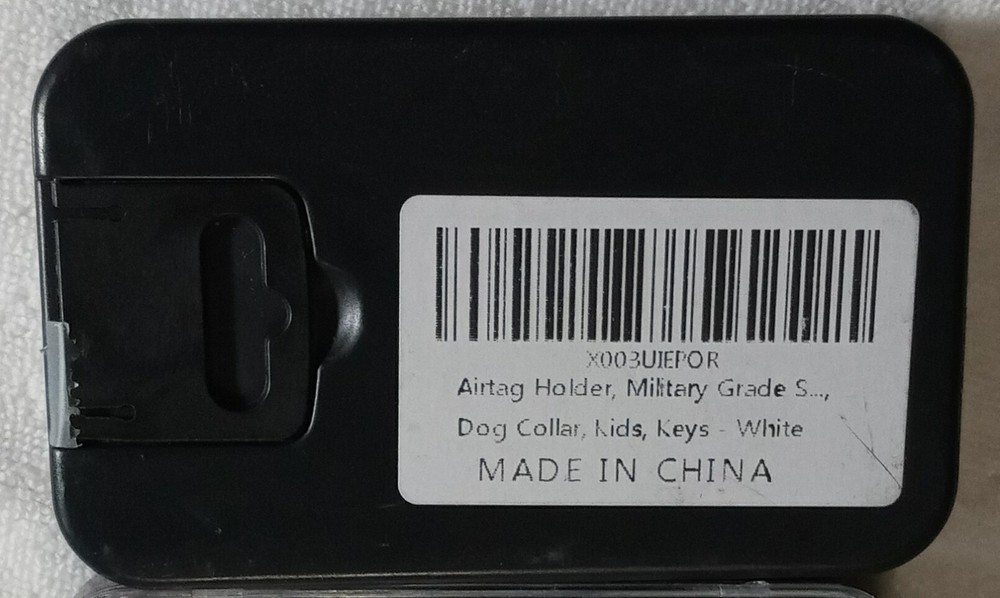 X003UIEPOR
Airtag Holder, Military Grade S...,
Dog Collar, Kids, Keys - White
MADE IN CHINA